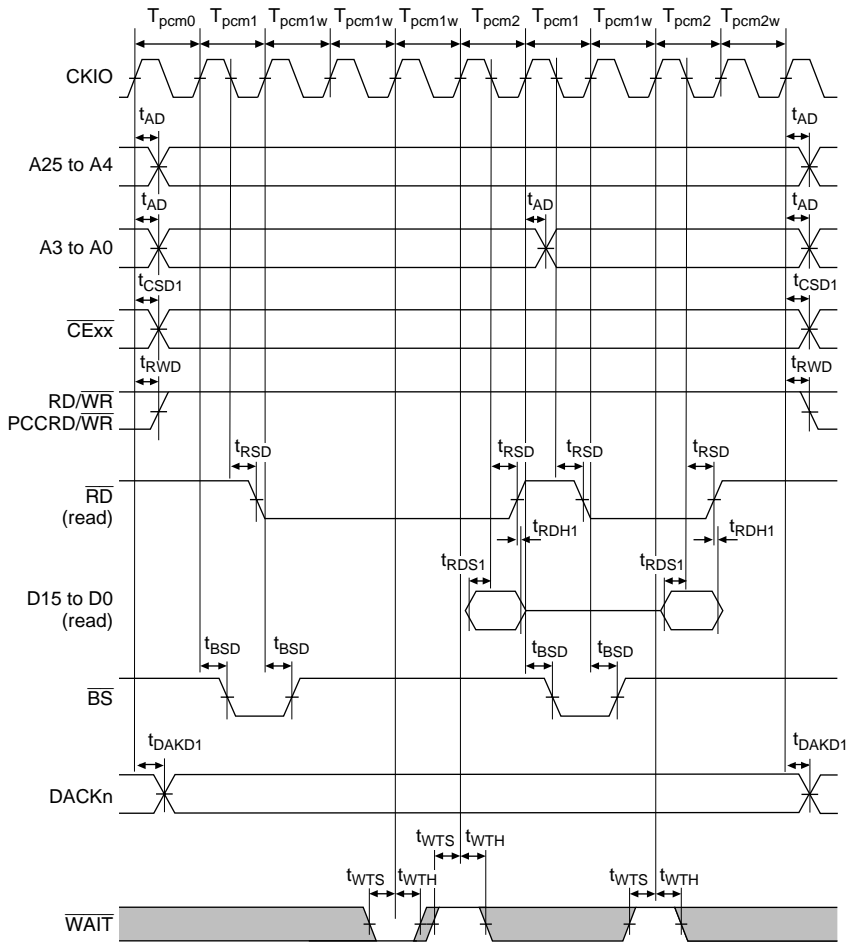 Tpcm0 Tpcm1 Tpcm1w Tpcm1w Tpcm1w Tpcm2 Tpcm1 Tpcm1w Tpcm2 Tpcm2w
CKIO
tAD tAD
A25 to A4
tAD tAD tAD
A3 to A0
tCSD1 tCSD1
CExx
tRWD tRWD
RD/WR
PCCRD/WR
tRSD tRSD tRSD tRSD
RD
(read)
tRDH1 tRDH1
tRDS1 tRDS1
D15 to D0
(read)
tBSD tBSD tBSD tBSD
BS
tDAKD1 tDAKD1
DACKn
tWTS tWTH
tWTS tWTH tWTS tWTH
WAIT